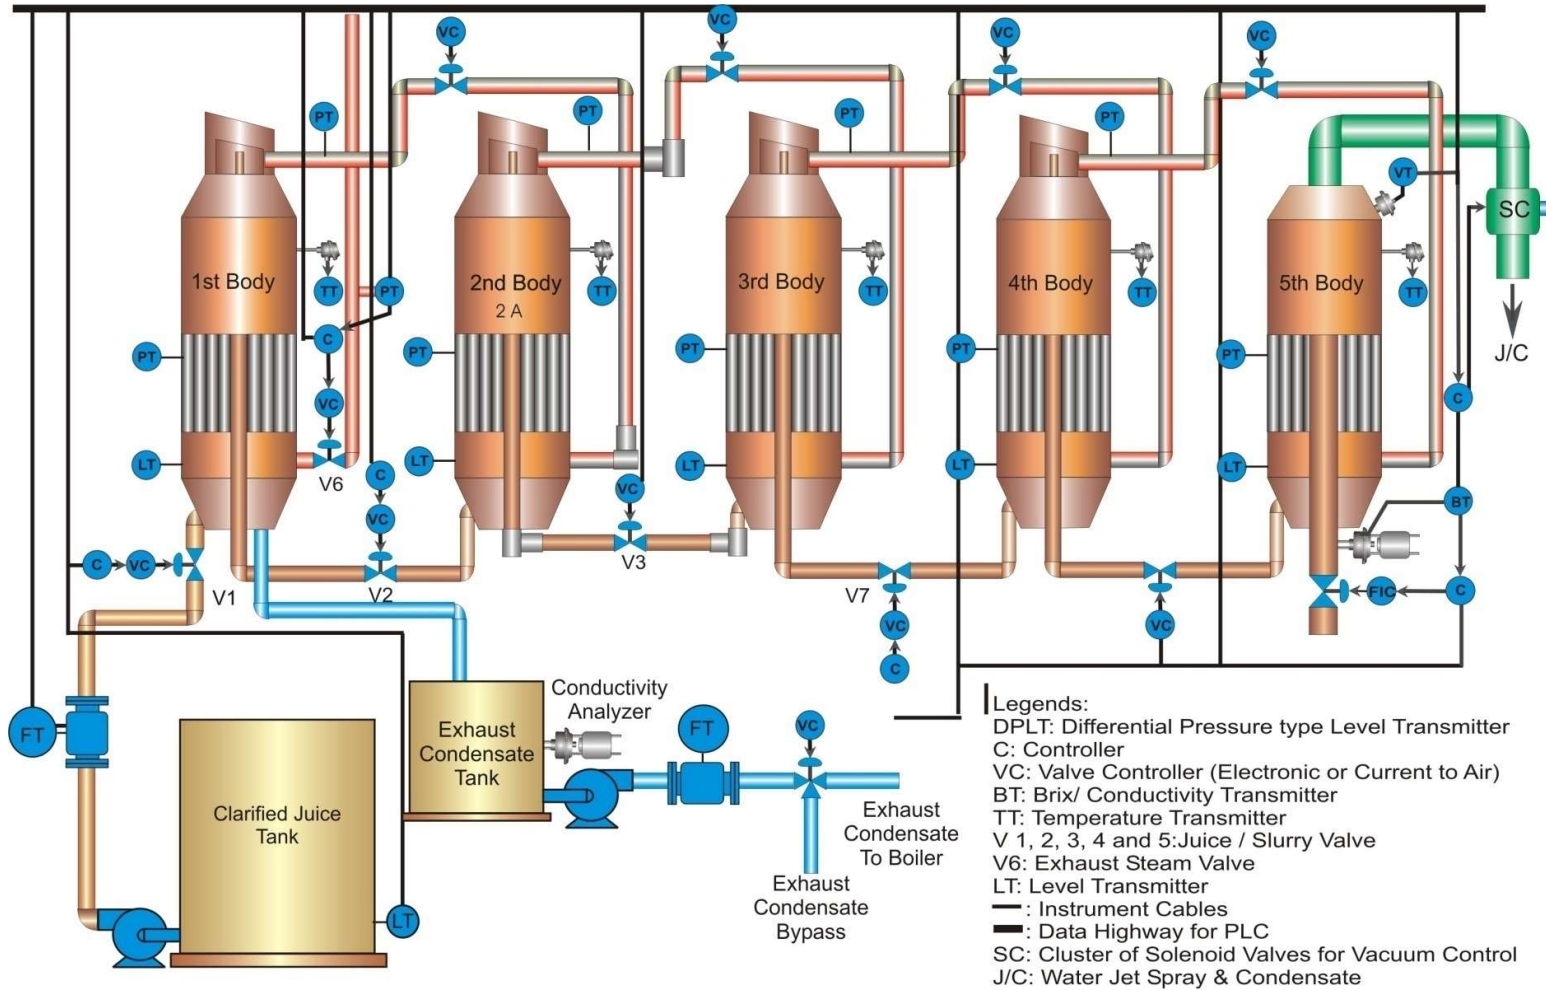 VC
VC
VC
VC
VC
PT
PT
PT
PT
VT
SC
1st Body
2nd Body
2 A
3rd Body
4th Body
5th Body
TT
PT
TT
TT
TT
TT
C
J/C
PT
PT
PT
PT
PT
VC
C
LT
LT
LT
LT
LT
V6
C
VC
VC
BT
V3
C
VC
V1
V2
V7
VC
C
VC
FIC
C
FT
Conductivity
Analyzer
Exhaust
Condensate
Tank
FT
VC
Clarified Juice
Tank
LT
Exhaust
Condensate
To Boiler
Exhaust
Condensate
Bypass
Legends:
DPLT: Differential Pressure type Level Transmitter
C: Controller
VC: Valve Controller (Electronic or Current to Air)
BT: Brix/ Conductivity Transmitter
TT: Temperature Transmitter
V 1, 2, 3, 4 and 5:Juice / Slurry Valve
V6: Exhaust Steam Valve
LT: Level Transmitter
: Instrument Cables
: Data Highway for PLC
SC: Cluster of Solenoid Valves for Vacuum Control
J/C: Water Jet Spray & Condensate